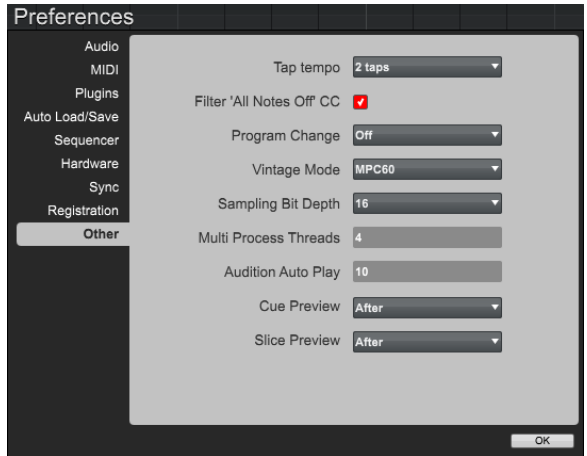 Preferences
Audio
MIDI
Plugins
Auto Load/Save
Sequencer
Hardware
Sync
Registration
Other
Tap tempo 2 taps
Filter 'All Notes Off' CC
Program Change Off
Vintage Mode MPC60
Sampling Bit Depth 16
Multi Process Threads 4
Audition Auto Play 10
Cue Preview After
Slice Preview After
OK